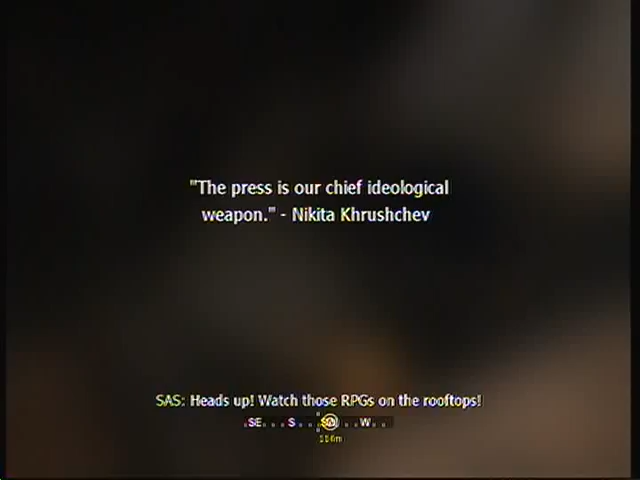 "The press is our chief ideological
weapon." - Nikita Khrushchev
SAS: Heads up! Watch those RPGs on the rooftops!
SE S SW W